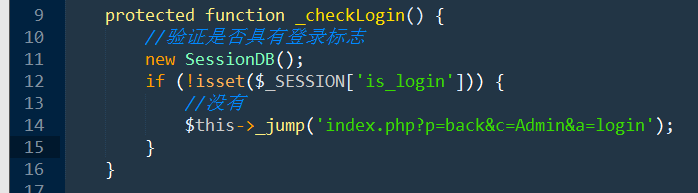 9 protected function _checkLogin() {
10 //验证是否具有登录标志
11 new SessionDB();
12 if (!isset($_SESSION['is_login'])) {
13 //没有
14 $this->_jump('index.php?p=back&c=Admin&a=login');
15 }
16 }
17